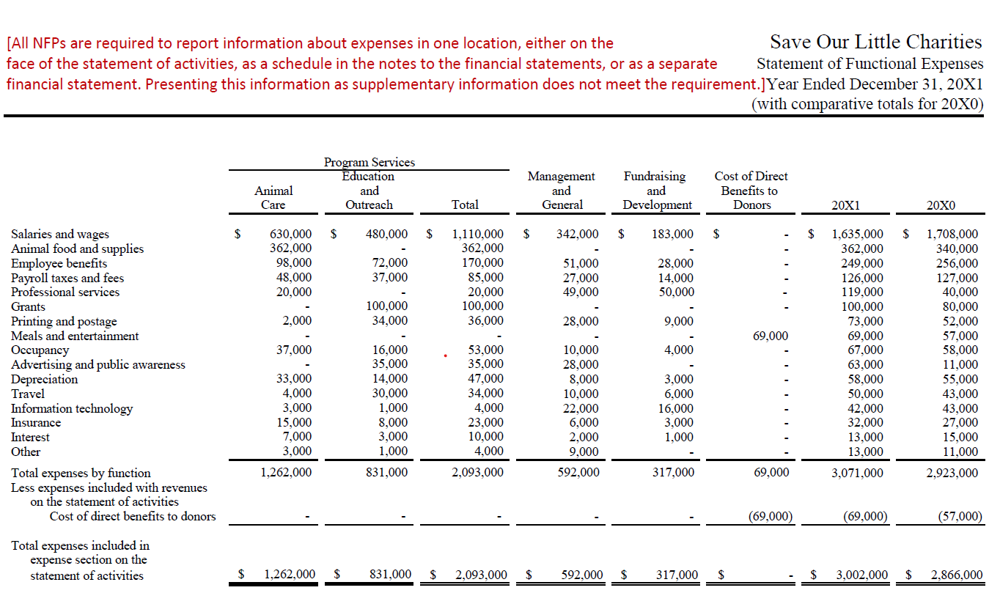 [All NFPs are required to report information about expenses in one location, either on the
face of the statement of activities, as a schedule in the notes to the financial statements, or as a separate
financial statement. Presenting this information as supplementary information does not meet the requirement.]
Save Our Little Charities
Statement of Functional Expenses
Year Ended December 31, 20X1
(with comparative totals for 20X0)
Program Services
Education Management Fundraising Cost of Direct
Animal and and and Benefits to
Care Outreach Total General Development Donors 20X1 20X0
Salaries and wages $ 630,000 $ 480,000 $ 1,110,000 $ 342,000 $ 183,000 $ - $ 1,635,000 $ 1,708,000
Animal food and supplies 362,000 - 362,000 - - - 362,000 340,000
Employee benefits 98,000 72,000 170,000 51,000 28,000 - 249,000 256,000
Payroll taxes and fees 48,000 37,000 85,000 27,000 14,000 - 126,000 127,000
Professional services 20,000 - 20,000 49,000 50,000 - 119,000 40,000
Grants - 100,000 100,000 - - - 100,000 80,000
Printing and postage 2,000 34,000 36,000 28,000 9,000 - 73,000 52,000
Meals and entertainment - - - - - 69,000 69,000 57,000
Occupancy 37,000 16,000 53,000 10,000 4,000 - 67,000 58,000
Advertising and public awareness - 35,000 35,000 28,000 - - 63,000 11,000
Depreciation 33,000 14,000 47,000 8,000 3,000 - 58,000 55,000
Travel 4,000 30,000 34,000 10,000 6,000 - 50,000 43,000
Information technology 3,000 1,000 4,000 22,000 16,000 - 42,000 43,000
Insurance 15,000 8,000 23,000 6,000 3,000 - 32,000 27,000
Interest 7,000 3,000 10,000 2,000 1,000 - 13,000 15,000
Other 3,000 1,000 4,000 9,000 - - 13,000 11,000
Total expenses by function 1,262,000 831,000 2,093,000 592,000 317,000 69,000 3,071,000 2,923,000
Less expenses included with revenues
on the statement of activities
Cost of direct benefits to donors - - - - - (69,000) (69,000) (57,000)
Total expenses included in
expense section on the
statement of activities $ 1,262,000 $ 831,000 $ 2,093,000 $ 592,000 $ 317,000 $ - $ 3,002,000 $ 2,866,000